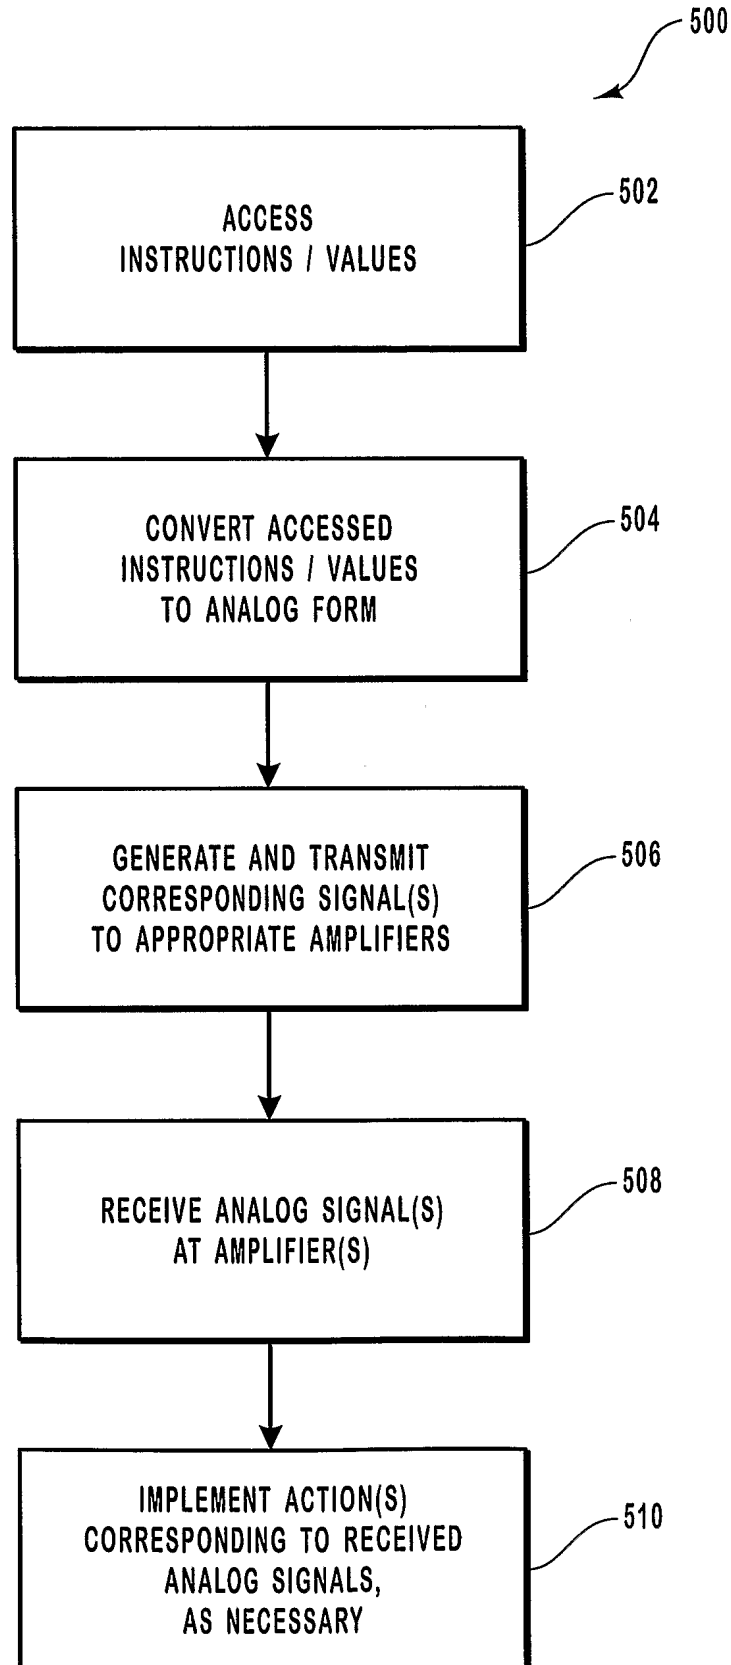 500
ACCESS
INSTRUCTIONS / VALUES
502
CONVERT ACCESSED
INSTRUCTIONS / VALUES
TO ANALOG FORM
504
GENERATE AND TRANSMIT
CORRESPONDING SIGNAL(S)
TO APPROPRIATE AMPLIFIERS
506
RECEIVE ANALOG SIGNAL(S)
AT AMPLIFIER(S)
508
IMPLEMENT ACTION(S)
CORRESPONDING TO RECEIVED
ANALOG SIGNALS,
AS NECESSARY
510